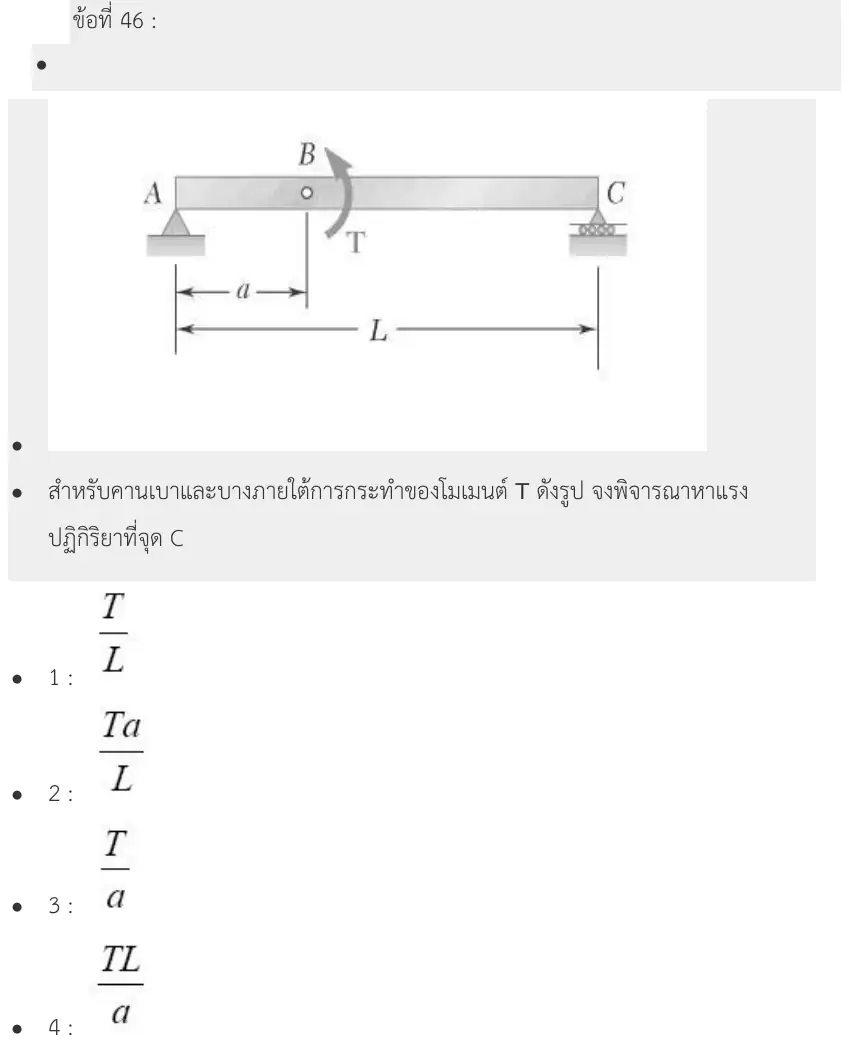 ข้อที่ 46 :
B
A
C
T
a
L
สำหรับคานเบาและบางภายใต้การกระทำของโมเมนต์ T ดังรูป จงพิจารณาหาแรง
ปฏิกิริยาที่จุด C
1 : T/L
2 : Ta/L
3 : T/a
4 : TL/a